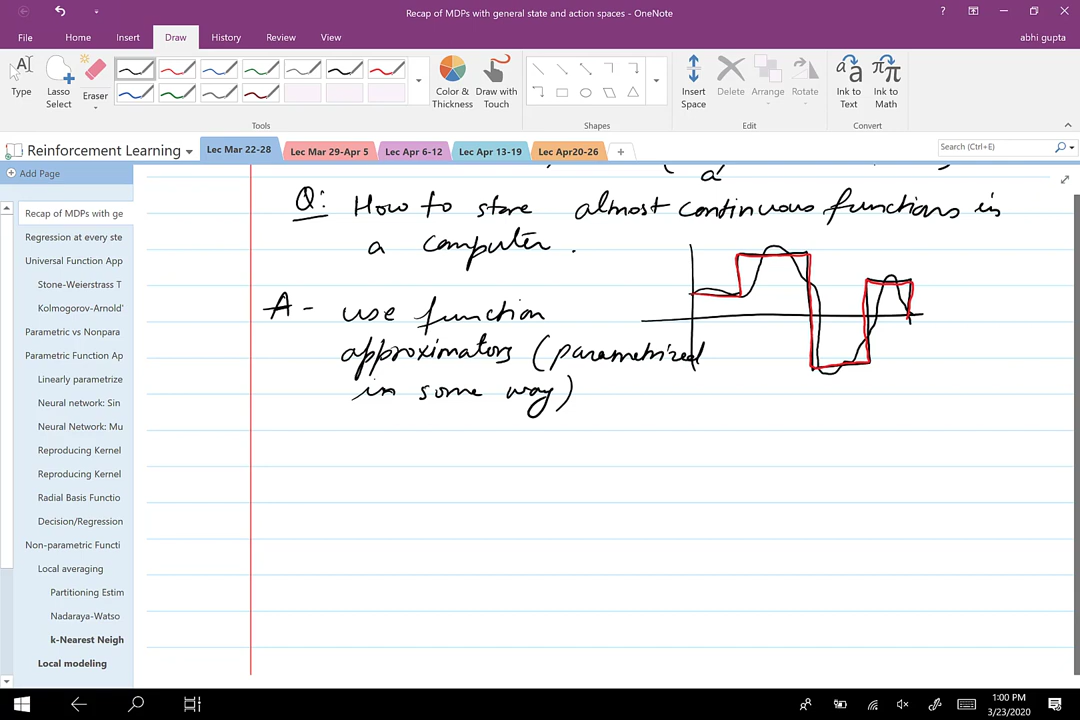 Recap of MDPs with general state and action spaces - OneNote
File Home Insert Draw History Review View
abhi gupta
Type
Lasso Select
Eraser
Color & Thickness
Draw with Touch
Insert Space
Delete
Arrange
Rotate
Ink to Text
Ink to Math
Tools
Shapes
Edit
Convert
Reinforcement Learning
Lec Mar 22-28
Lec Mar 29-Apr 5
Lec Apr 6-12
Lec Apr 13-19
Lec Apr20-26
Search (Ctrl+E)
Add Page
Recap of MDPs with ge
Regression at every ste
Universal Function App
Stone-Weierstrass T
Kolmogorov-Arnold'
Parametric vs Nonpara
Parametric Function Ap
Linearly parametrize
Neural network: Sin
Neural Network: Mu
Reproducing Kernel
Reproducing Kernel
Radial Basis Functio
Decision/Regression
Non-parametric Functi
Local averaging
Partitioning Estim
Nadaraya-Watso
k-Nearest Neigh
Local modeling
a
Q: How to store almost continuous functions in
a computer.
A - use function
approximators (parametrized
in some way)
1:00 PM
3/23/2020